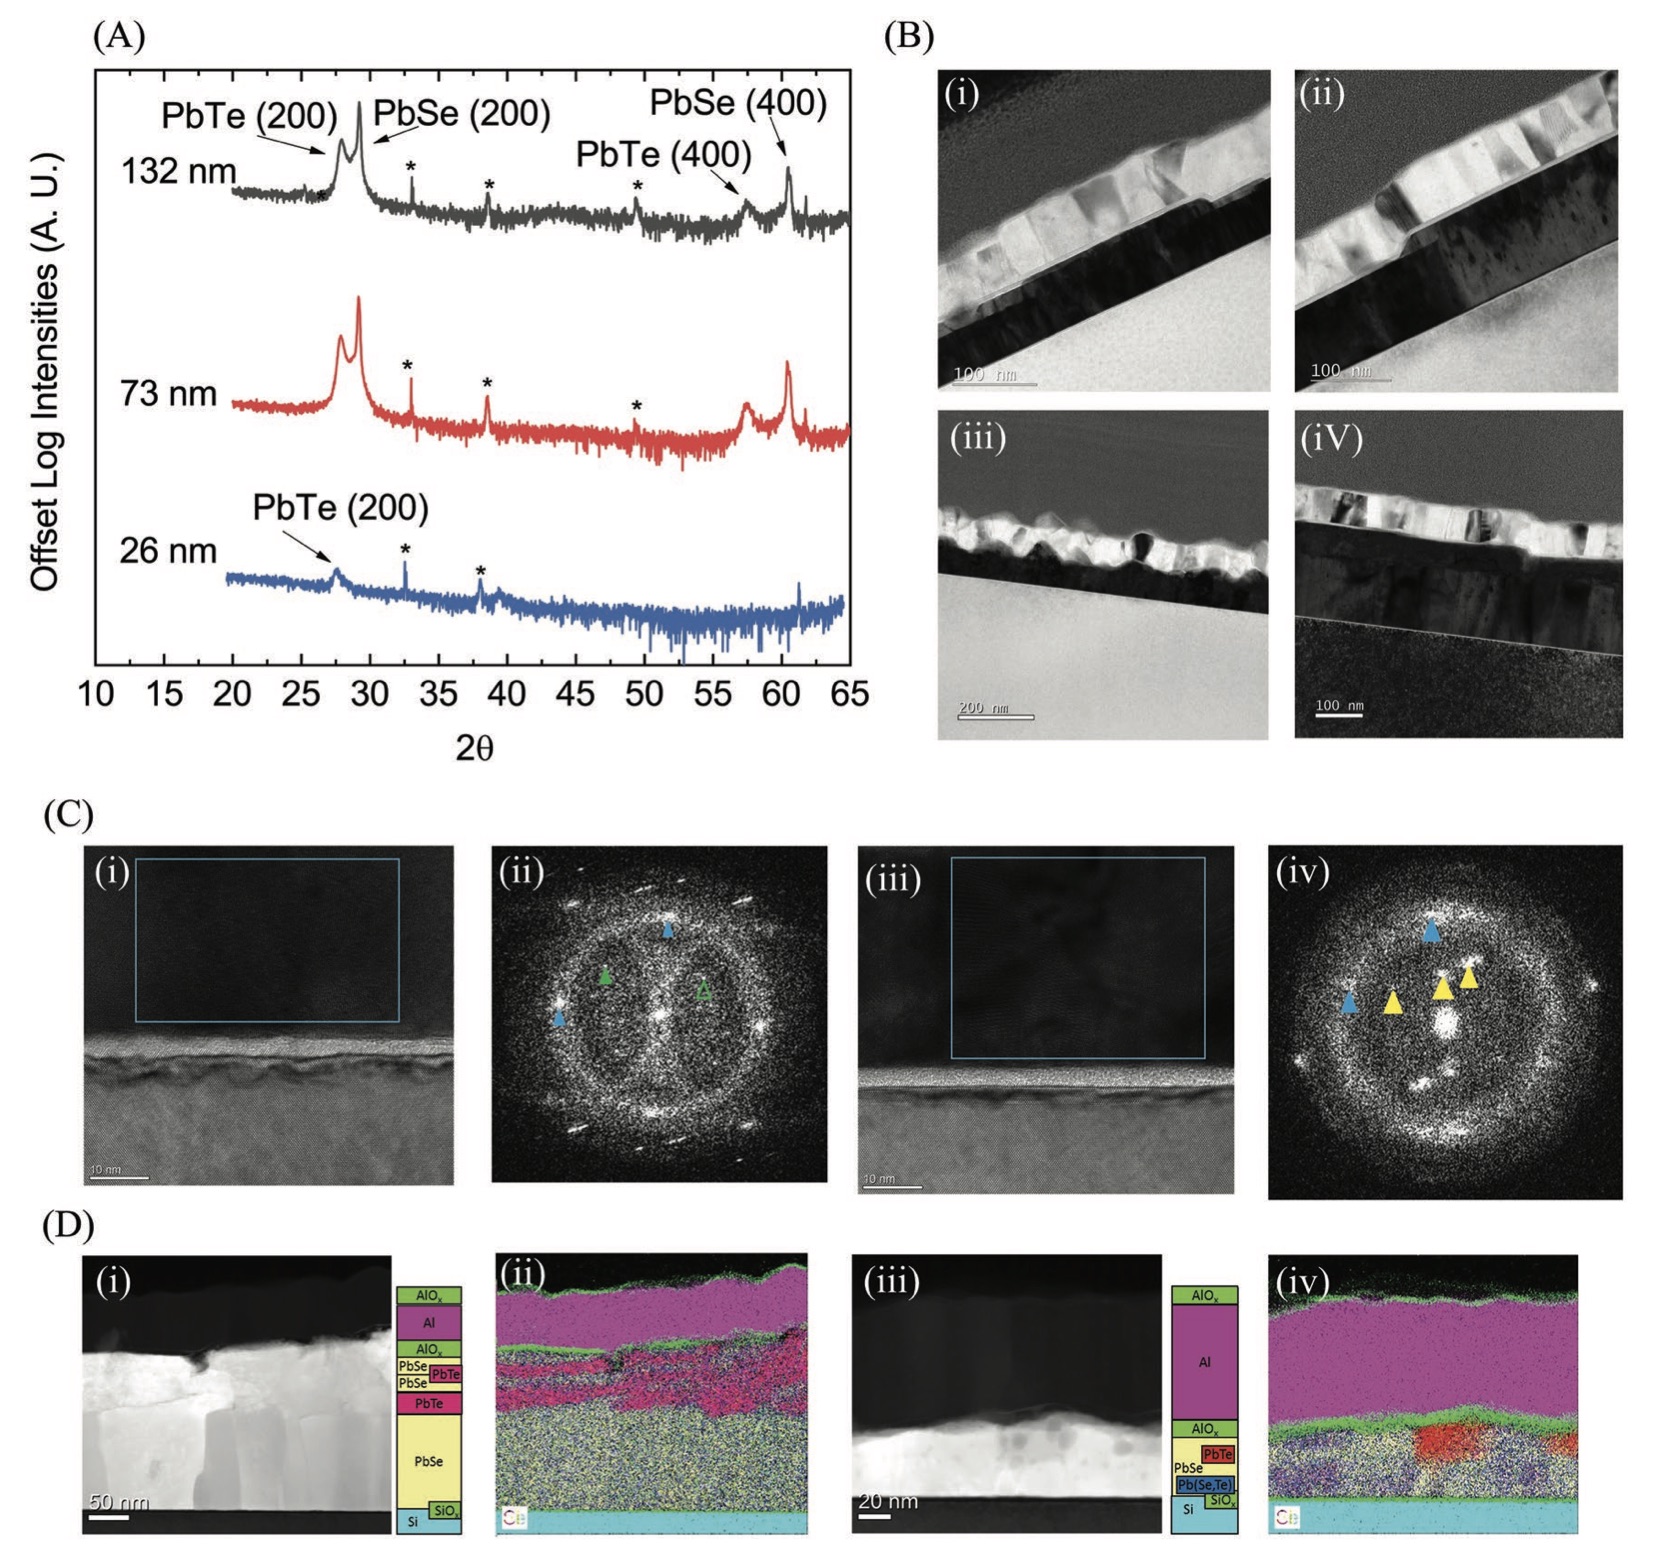 (A)
(B)
Offset Log Intensities (A. U.)
PbTe (200)
PbSe (200)
PbSe (400)
PbTe (400)
132 nm
*
*
*
*
73 nm
*
*
*
PbTe (200)
26 nm
*
*
10 15 20 25 30 35 40 45 50 55 60 65
2θ
(i)
100 nm
(ii)
100 nm
(iii)
200 nm
(iV)
100 nm
(C)
(i)
10 nm
(ii)
(iii)
10 nm
(iv)
(D)
(i)
50 nm
AlOx
Al
AlOx
PbSe
PbTe
PbSe
PbTe
PbSe
SiOx
Si
(ii)
Se
(iii)
20 nm
AlOx
Al
AlOx
PbTe
PbSe
Pb(Se,Te)
SiOx
Si
(iv)